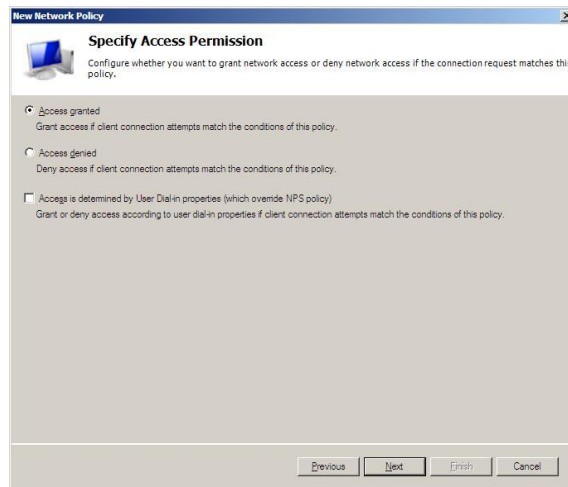 New Network Policy
Specify Access Permission
Configure whether you want to grant network access or deny network access if the connection request matches this
policy.
Access granted
Grant access if client connection attempts match the conditions of this policy.
Access denied
Deny access if client connection attempts match the conditions of this policy.
Access is determined by User Dial-in properties (which override NPS policy)
Grant or deny access according to user dial-in properties if client connection attempts match the conditions of this policy.
Previous Next Finish Cancel